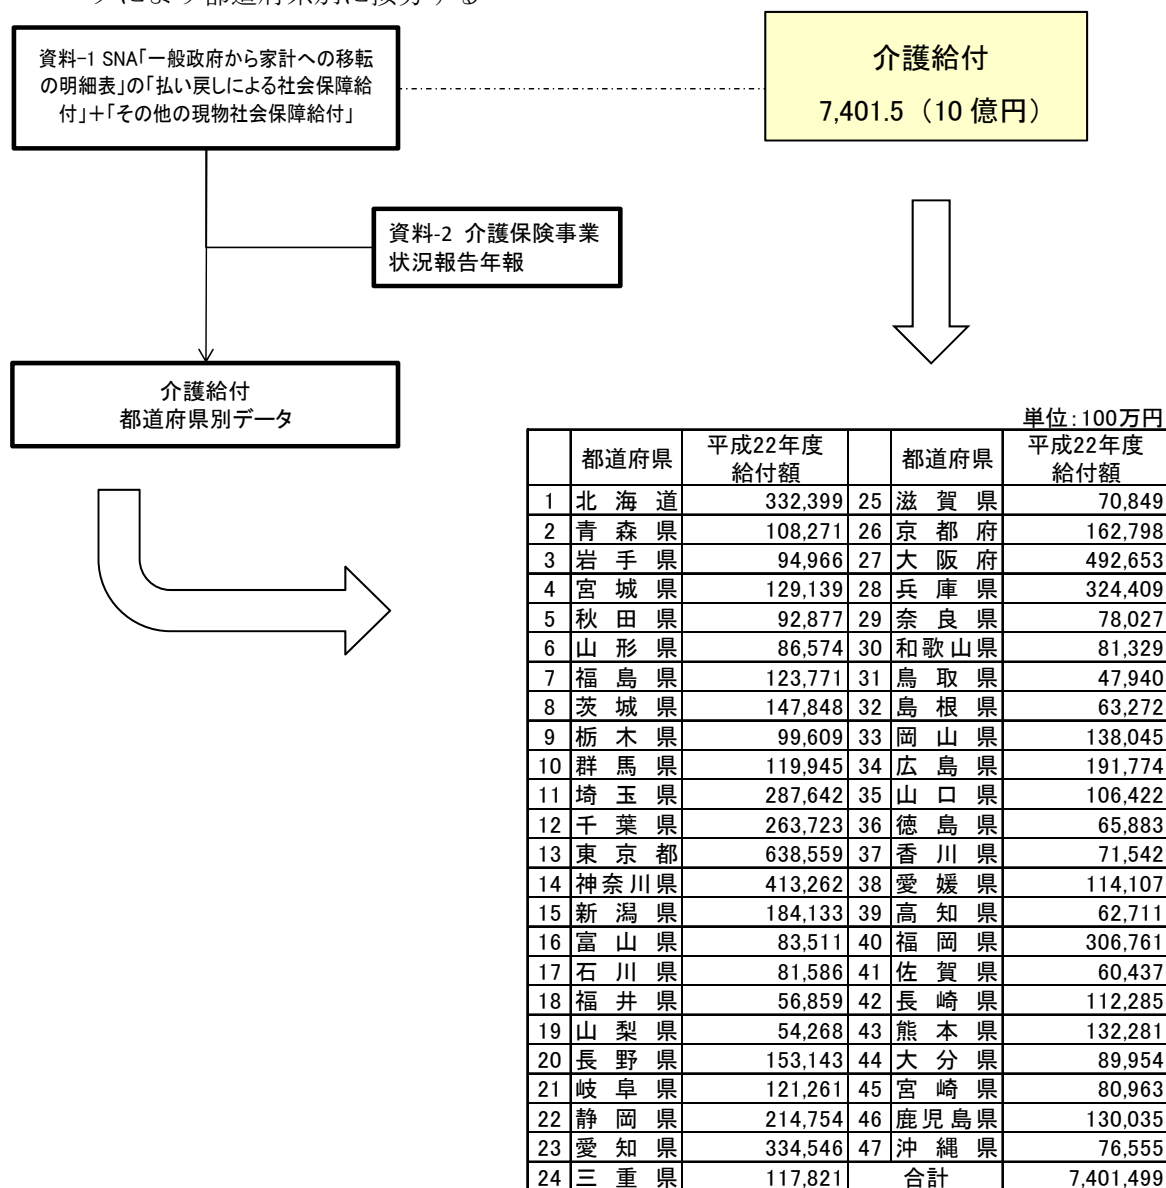 タにより都道府県別に按分する
資料-1 SNA「一般政府から家計への移転
の明細表」の「払い戻しによる社会保障給
付」+「その他の現物社会保障給付」
介護給付
7,401.5(10 億円)
資料-2 介護保険事業
状況報告年報
介護給付
都道府県別データ
単位:100万円
都道府県 平成22年度 都道府県 平成22年度
給付額 給付額
1 北海道 332,399 25 滋賀県 70,849
2 青森県 108,271 26 京都府 162,798
3 岩手県 94,966 27 大阪府 492,653
4 宮城県 129,139 28 兵庫県 324,409
5 秋田県 92,877 29 奈良県 78,027
6 山形県 86,574 30 和歌山県 81,329
7 福島県 123,771 31 鳥取県 47,940
8 茨城県 147,848 32 島根県 63,272
9 栃木県 99,609 33 岡山県 138,045
10 群馬県 119,945 34 広島県 191,774
11 埼玉県 287,642 35 山口県 106,422
12 千葉県 263,723 36 徳島県 65,883
13 東京都 638,559 37 香川県 71,542
14 神奈川県 413,262 38 愛媛県 114,107
15 新潟県 184,133 39 高知県 62,711
16 富山県 83,511 40 福岡県 306,761
17 石川県 81,586 41 佐賀県 60,437
18 福井県 56,859 42 長崎県 112,285
19 山梨県 54,268 43 熊本県 132,281
20 長野県 153,143 44 大分県 89,954
21 岐阜県 121,261 45 宮崎県 80,963
22 静岡県 214,754 46 鹿児島県 130,035
23 愛知県 334,546 47 沖縄県 76,555
24 三重県 117,821 合計 7,401,499